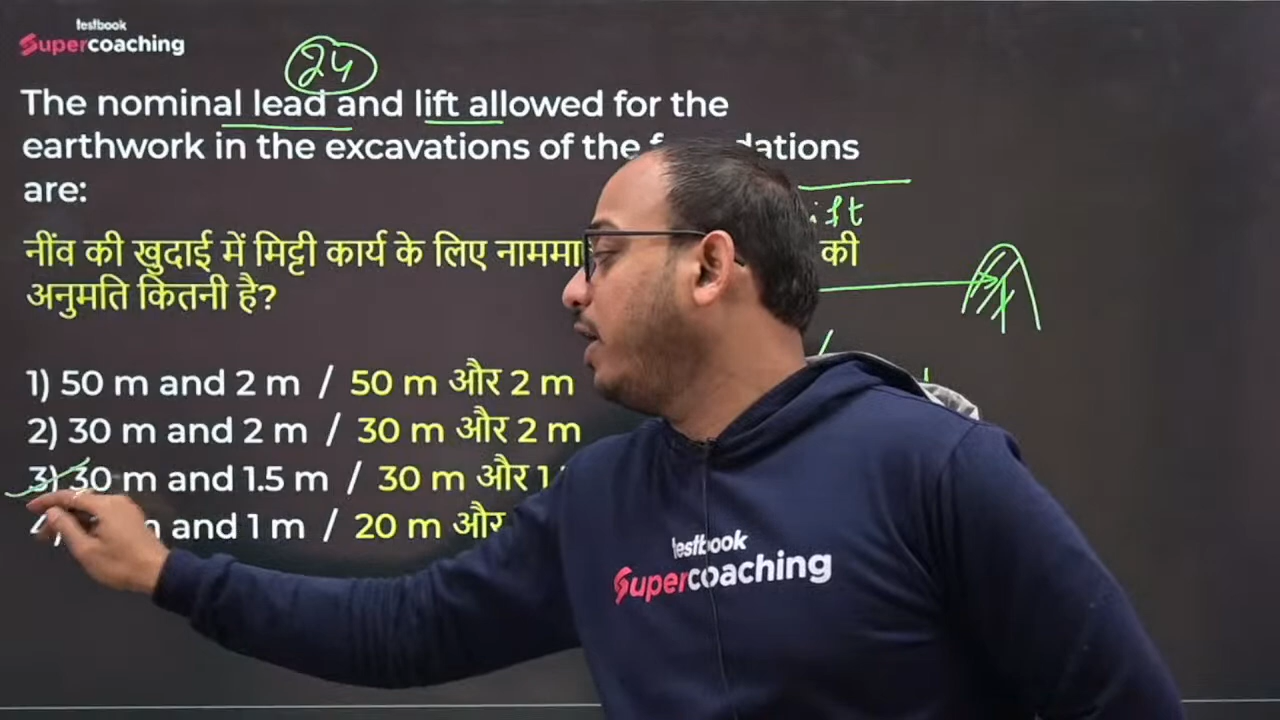 testbook
Supercoaching
24
The nominal lead and lift allowed for the
earthwork in the excavations of the
are:
नींव की खुदाई में मिट्टी कार्य के लिए की
अनुमति कितनी है?
1) 50 m and 2 m / 50 m और 2 m
2) 30 m and 2 m / 30 m और 2 m
3) 30 m and 1.5 m / 30 m और
m and 1 m / 20 m और
testbook
Supercoaching